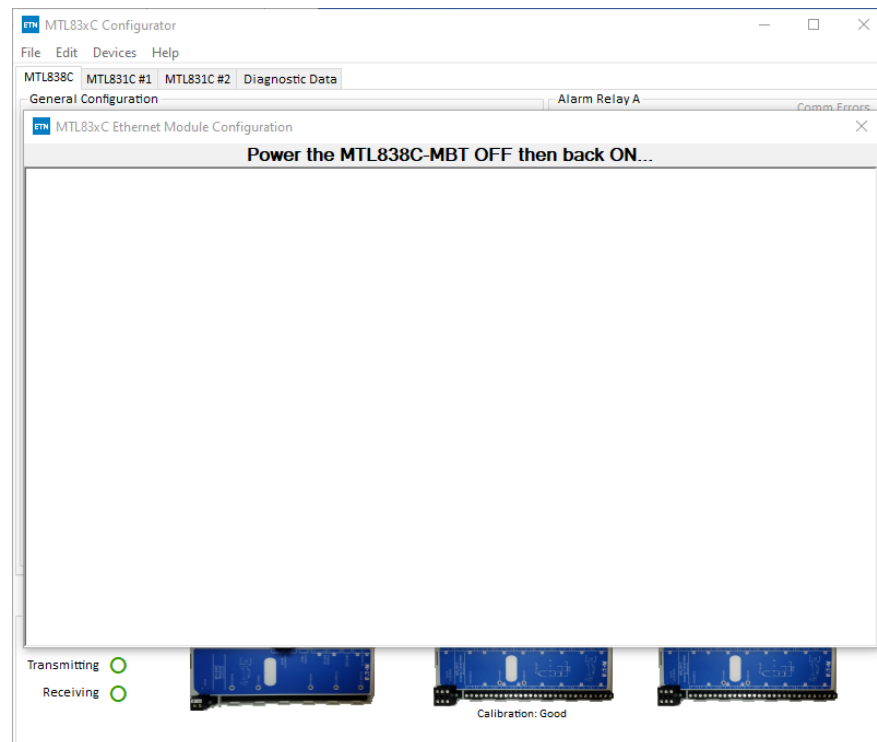 ETN MTL83xC Configurator
File Edit Devices Help
MTL838C MTL831C #1 MTL831C #2 Diagnostic Data
General Configuration Alarm Relay A
Comm Errors
ETN MTL83xC Ethernet Module Configuration
Power the MTL838C-MBT OFF then back ON...
Transmitting
Receiving
Calibration: Good